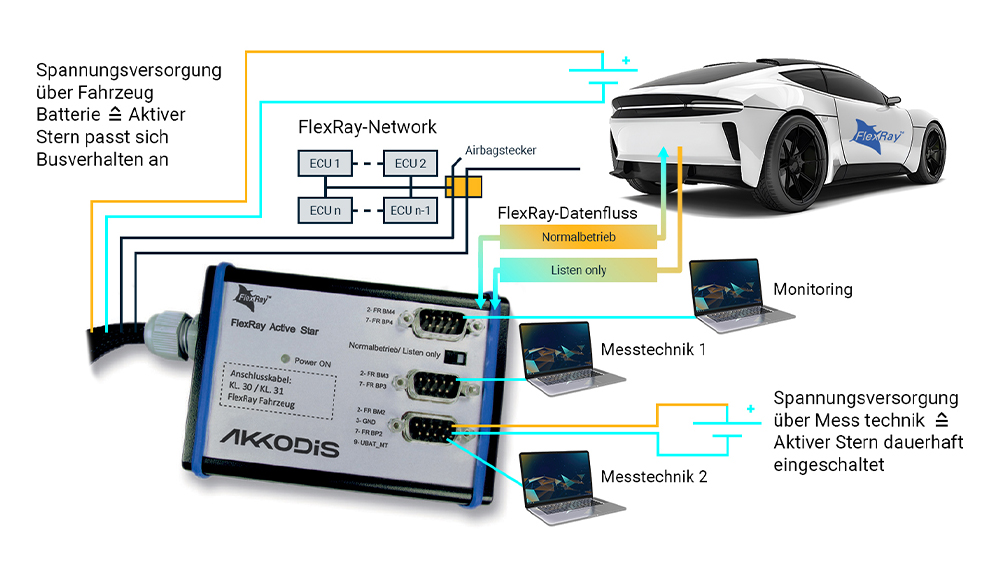 Spannungsversorgung
über Fahrzeug
Batterie ≙ Aktiver
Stern passt sich
Busverhalten an
FlexRay-Network
ECU 1
ECU 2
ECU n
ECU n-1
Airbagstecker
FlexRay™
FlexRay-Datenfluss
Normalbetrieb
Listen only
Monitoring
FlexRay™
FlexRay Active Star
Power ON
Anschlusskabel:
KL. 30 / KL. 31
FlexRay Fahrzeug
AKKODIS
2- FR BM4
7- FR BP4
Normalbetrieb/ Listen only
2- FR BM3
7- FR BP3
2- FR BM2
3- GND
7- FR BP2
9- UBAT_MT
Messtechnik 1
Messtechnik 2
Spannungsversorgung
über Mess technik ≙
Aktiver Stern dauerhaft
eingeschaltet